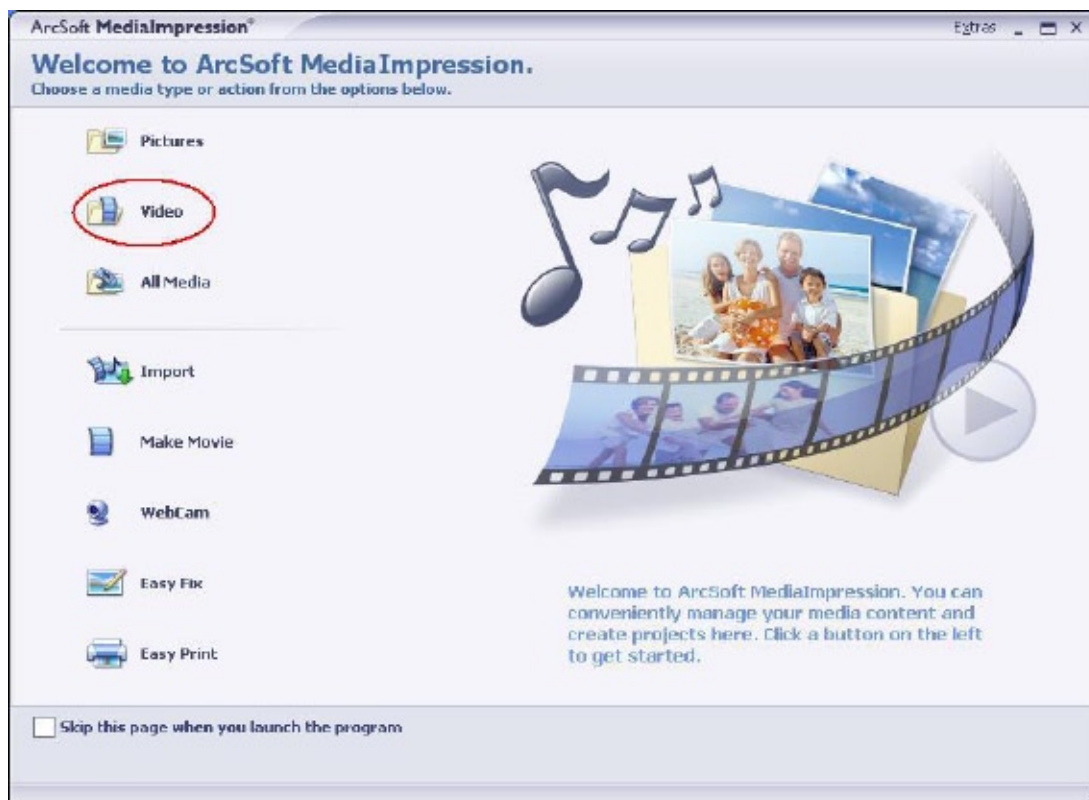 ArcSoft MediaImpression®
Extras
Welcome to ArcSoft MediaImpression.
Choose a media type or action from the options below.
Pictures
Video
All Media
Import
Make Movie
WebCam
Easy Fix
Easy Print
Welcome to ArcSoft MediaImpression. You can
conveniently manage your media content and
create projects here. Click a button on the left
to get started.
Skip this page when you launch the program